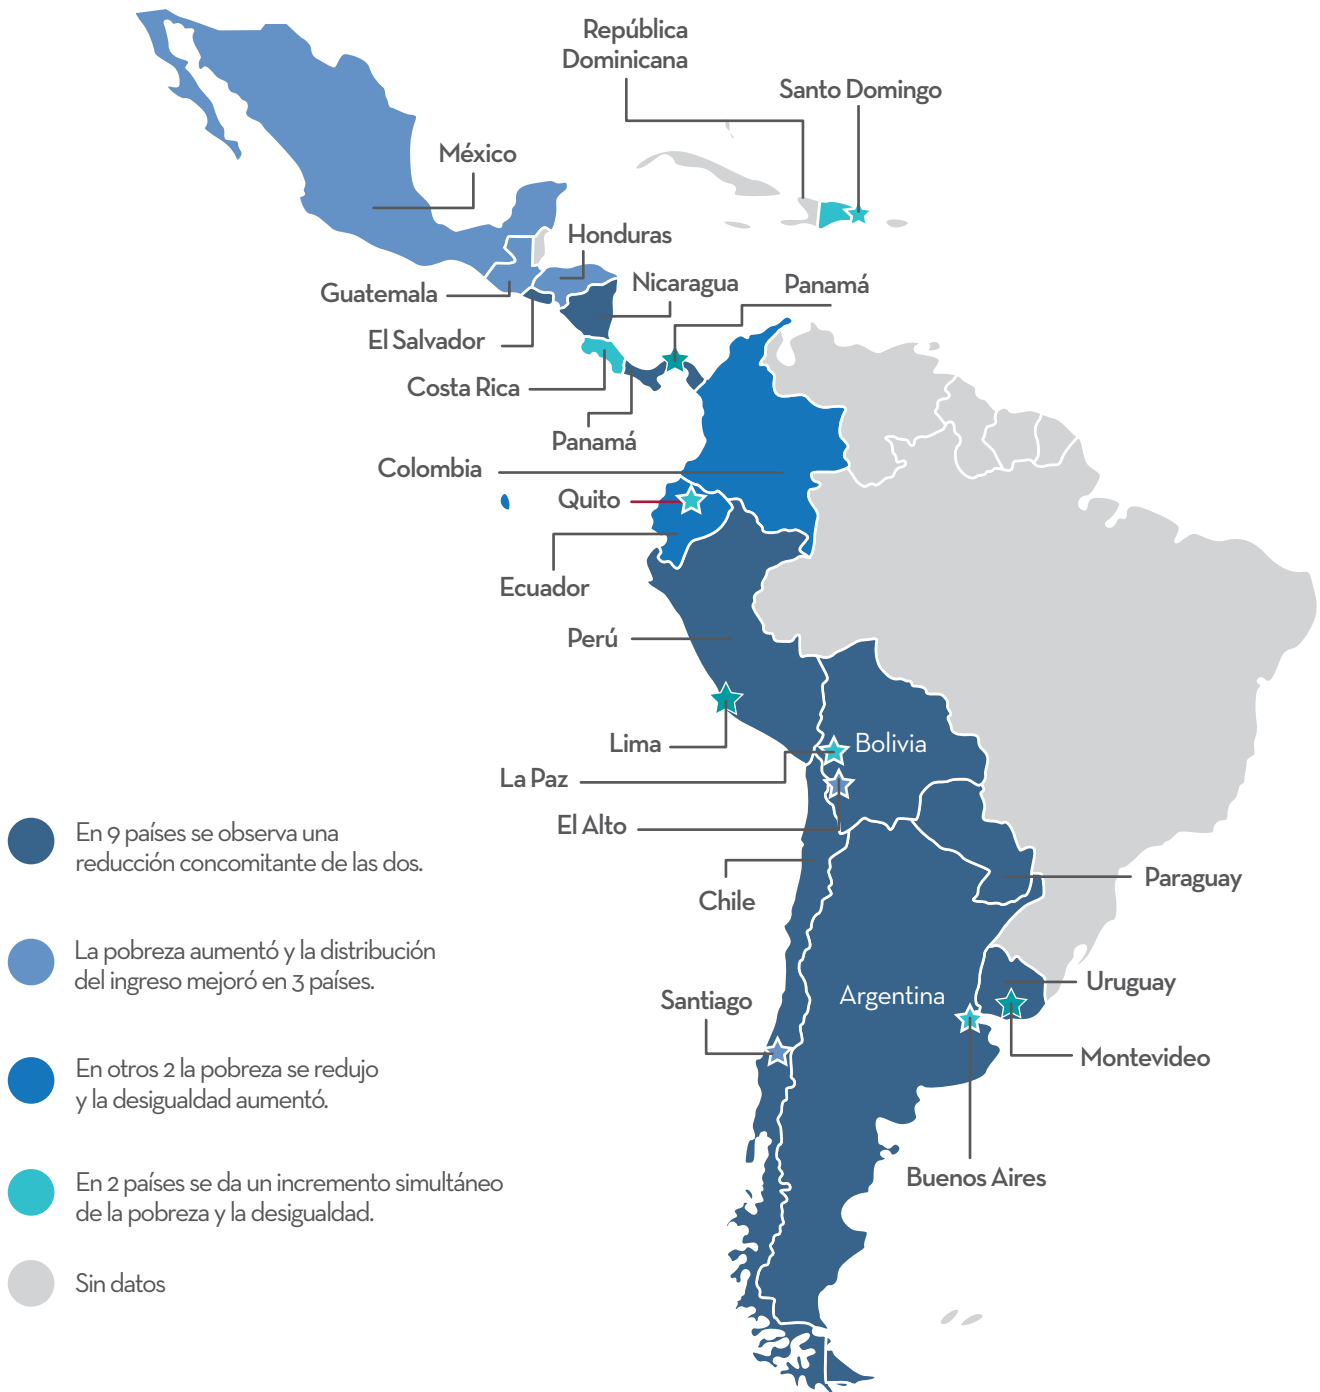 República
Dominicana
Santo Domingo
México
Honduras
Nicaragua
Panamá
Guatemala
El Salvador
Costa Rica
Panamá
Colombia
Quito
Ecuador
Perú
Lima
Bolivia
La Paz
El Alto
Chile
Paraguay
Uruguay
Argentina
Santiago
Montevideo
Buenos Aires
En 9 países se observa una
reducción concomitante de las dos.
La pobreza aumentó y la distribución
del ingreso mejoró en 3 países.
En otros 2 la pobreza se redujo
y la desigualdad aumentó.
En 2 países se da un incremento simultáneo
de la pobreza y la desigualdad.
Sin datos